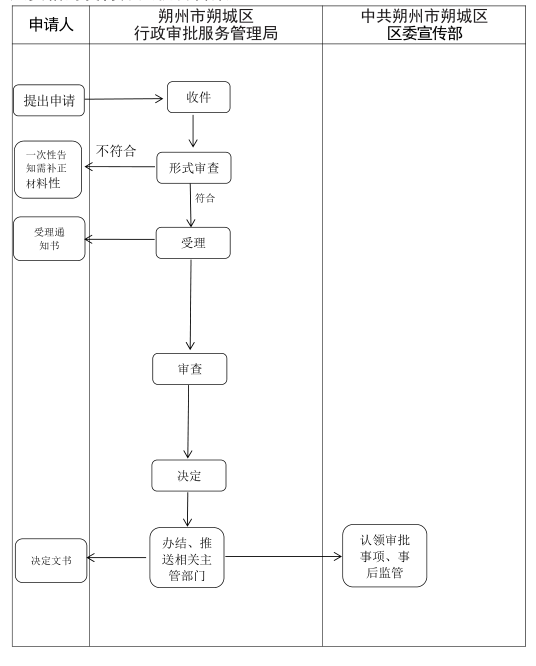 申请人
朔州市朔城区
行政审批服务管理局
中共朔州市朔城区
区委宣传部
提出申请
收件
不符合
一次性告
知需补正
材料性
形式审查
符合
受理通
知书
受理
审查
决定
决定文书
办结、推
送相关主
管部门
认领审批
事项、事
后监管